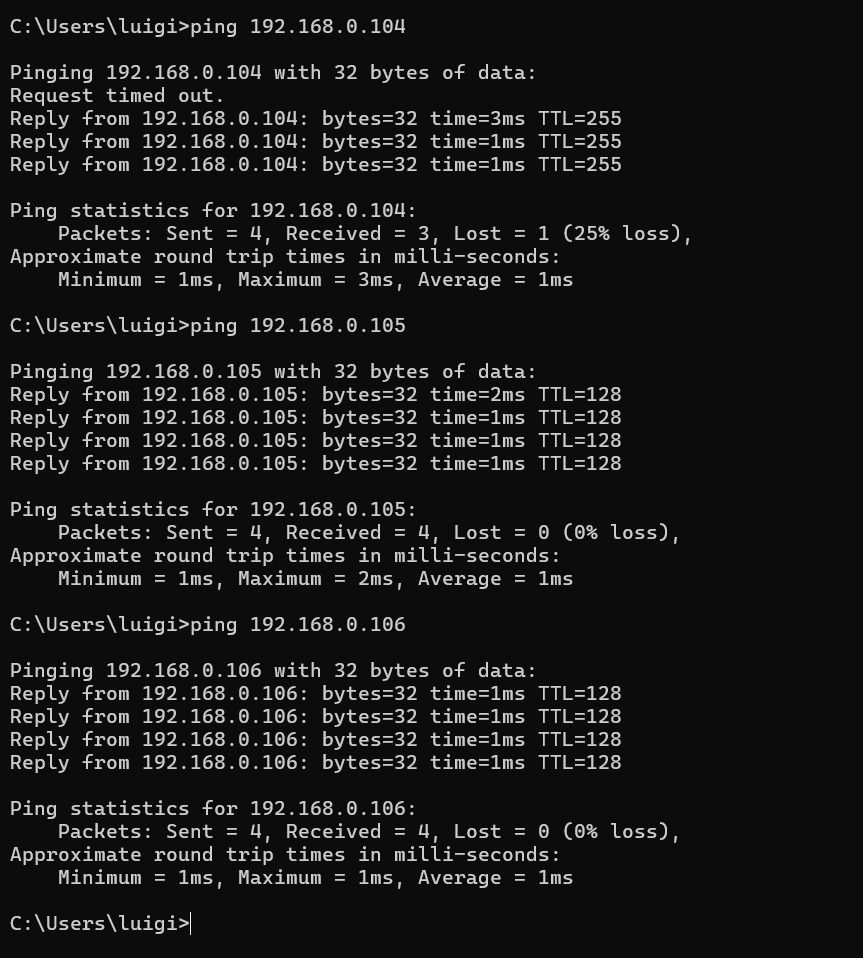 C:\Users\luigi>ping 192.168.0.104
Pinging 192.168.0.104 with 32 bytes of data:
Request timed out.
Reply from 192.168.0.104: bytes=32 time=3ms TTL=255
Reply from 192.168.0.104: bytes=32 time=1ms TTL=255
Reply from 192.168.0.104: bytes=32 time=1ms TTL=255
Ping statistics for 192.168.0.104:
    Packets: Sent = 4, Received = 3, Lost = 1 (25% loss),
Approximate round trip times in milli-seconds:
    Minimum = 1ms, Maximum = 3ms, Average = 1ms
C:\Users\luigi>ping 192.168.0.105
Pinging 192.168.0.105 with 32 bytes of data:
Reply from 192.168.0.105: bytes=32 time=2ms TTL=128
Reply from 192.168.0.105: bytes=32 time=1ms TTL=128
Reply from 192.168.0.105: bytes=32 time=1ms TTL=128
Reply from 192.168.0.105: bytes=32 time=1ms TTL=128
Ping statistics for 192.168.0.105:
    Packets: Sent = 4, Received = 4, Lost = 0 (0% loss),
Approximate round trip times in milli-seconds:
    Minimum = 1ms, Maximum = 2ms, Average = 1ms
C:\Users\luigi>ping 192.168.0.106
Pinging 192.168.0.106 with 32 bytes of data:
Reply from 192.168.0.106: bytes=32 time=1ms TTL=128
Reply from 192.168.0.106: bytes=32 time=1ms TTL=128
Reply from 192.168.0.106: bytes=32 time=1ms TTL=128
Reply from 192.168.0.106: bytes=32 time=1ms TTL=128
Ping statistics for 192.168.0.106:
    Packets: Sent = 4, Received = 4, Lost = 0 (0% loss),
Approximate round trip times in milli-seconds:
    Minimum = 1ms, Maximum = 1ms, Average = 1ms
C:\Users\luigi>